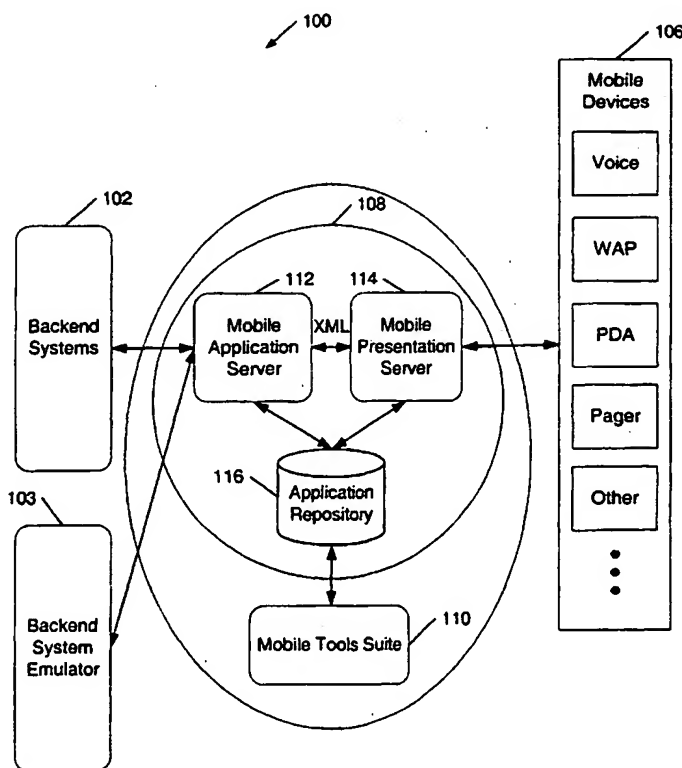 100
106
Mobile
Devices
Voice
WAP
PDA
Pager
Other
102
Backend
Systems
108
112
Mobile
Application
Server
XML
114
Mobile
Presentation
Server
116
Application
Repository
103
Backend
System
Emulator
Mobile Tools Suite
110